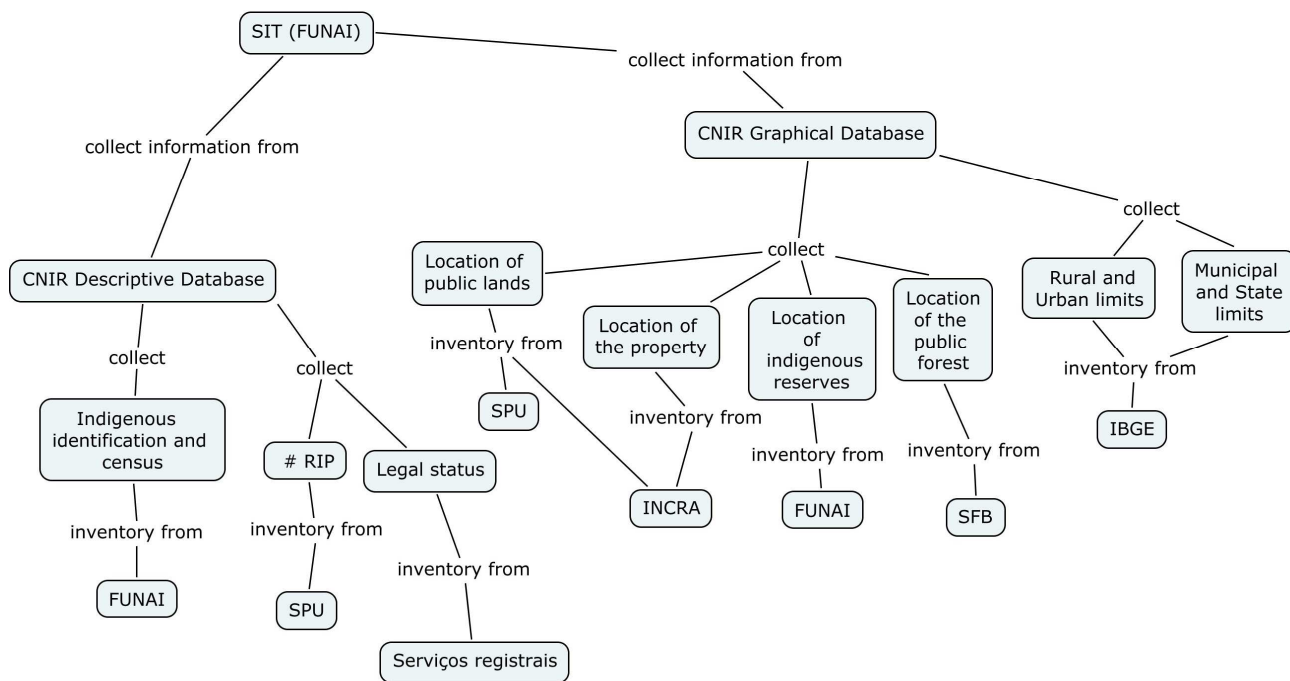 SIT (FUNAI)
collect information from
CNIR Graphical Database
collect information from
collect
collect
CNIR Descriptive Database
Location of
public lands
Location of
the property
Location
of
indigenous
reserves
Location
of the
public
forest
Rural and
Urban limits
Municipal
and State
limits
collect
collect
inventory from
inventory from
SPU
inventory from
inventory from
inventory from
IBGE
Indigenous
identification and
census
# RIP
Legal status
INCRA
FUNAI
SFB
inventory from
inventory from
inventory from
FUNAI
SPU
Serviços registrais